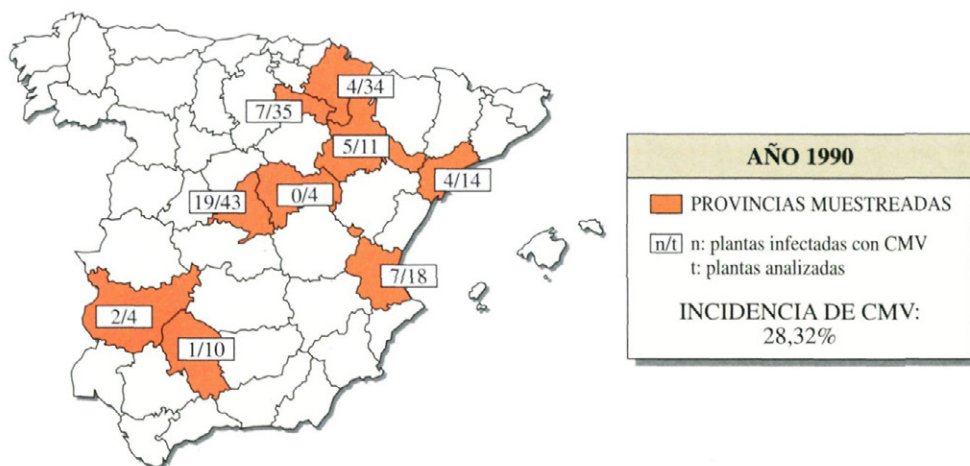 4/34
7/35
5/11
4/14
19/43
0/4
7/18
2/4
1/10
AÑO 1990
PROVINCIAS MUESTREADAS
n/t n: plantas infectadas con CMV
t: plantas analizadas
INCIDENCIA DE CMV:
28,32%